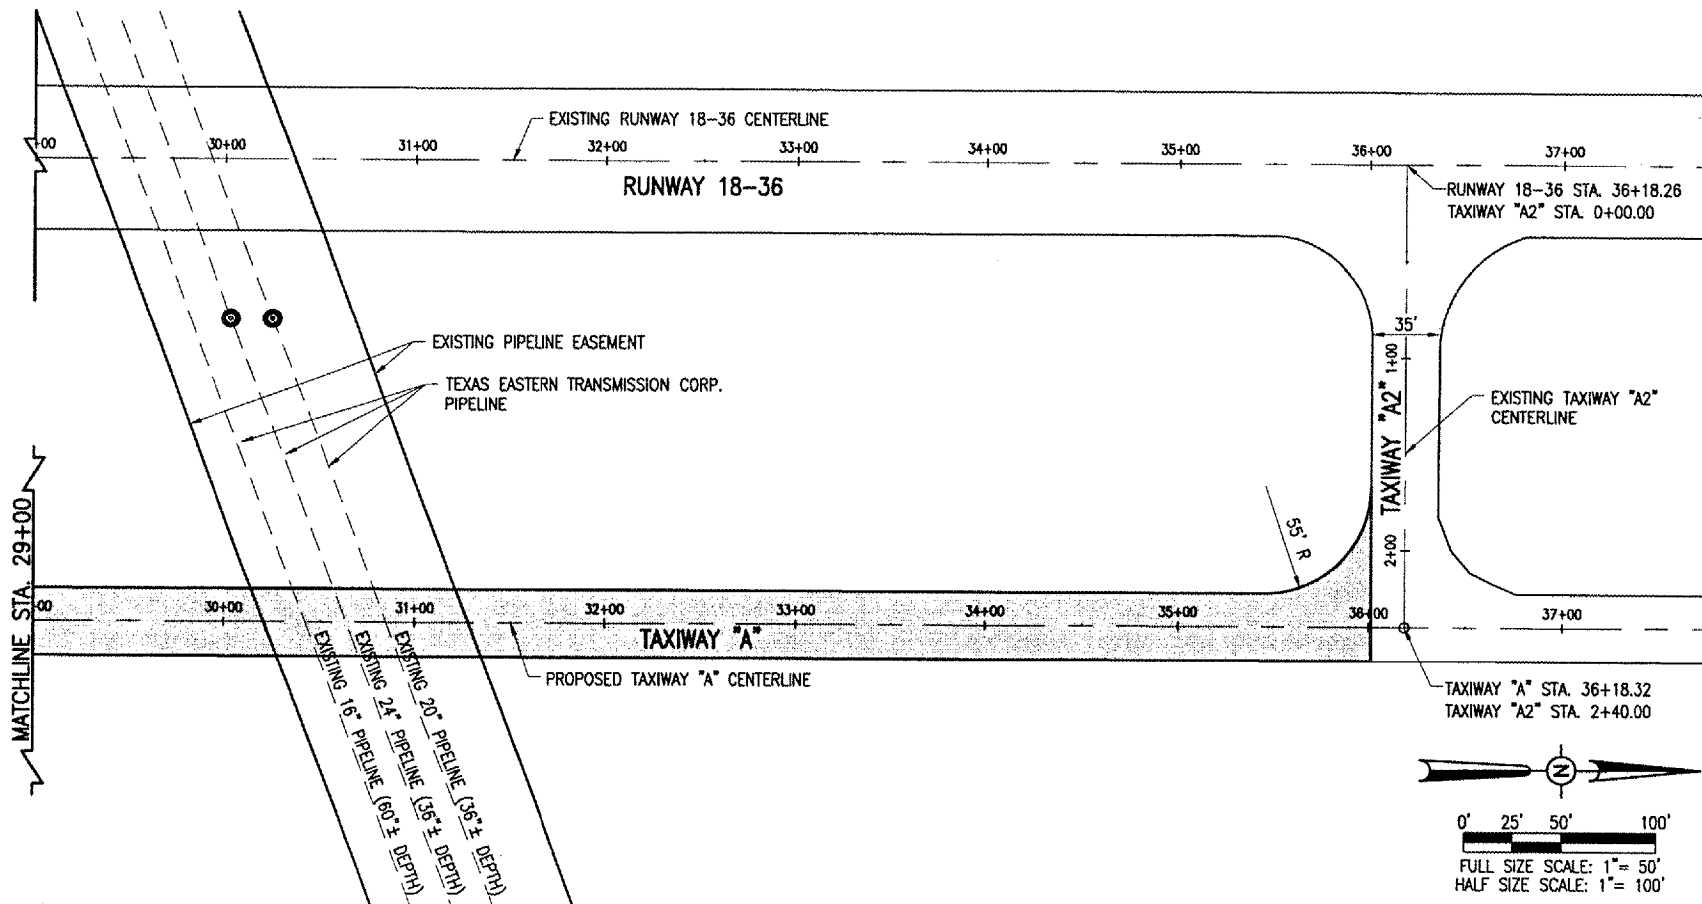 EXISTING RUNWAY 18-36 CENTERLINE
00
30+00
31+00
32+00
33+00
34+00
35+00
36+00
37+00
RUNWAY 18-36
RUNWAY 18-36 STA. 36+18.26
TAXIWAY "A2" STA. 0+00.00
35'
1+00
TAXIWAY "A2"
2+00
EXISTING PIPELINE EASEMENT
TEXAS EASTERN TRANSMISSION CORP.
PIPELINE
EXISTING TAXIWAY "A2"
CENTERLINE
55' R
MATCHLINE STA. 29+00
00
30+00
31+00
32+00
33+00
34+00
35+00
36+00
37+00
TAXIWAY "A"
PROPOSED TAXIWAY "A" CENTERLINE
EXISTING 16" PIPELINE (60"± DEPTH)
EXISTING 24" PIPELINE (36"± DEPTH)
EXISTING 20" PIPELINE (36"± DEPTH)
TAXIWAY "A" STA. 36+18.32
TAXIWAY "A2" STA. 2+40.00
N
0' 25' 50' 100'
FULL SIZE SCALE: 1"= 50'
HALF SIZE SCALE: 1"= 100'